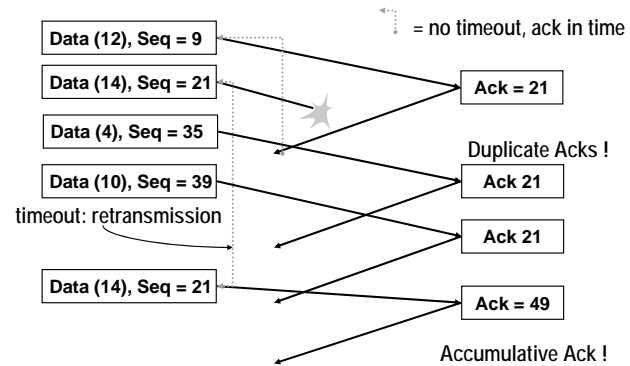 = no timeout, ack in time
Data (12), Seq = 9
Data (14), Seq = 21
Ack = 21
Data (4), Seq = 35
Duplicate Acks !
Data (10), Seq = 39
Ack 21
timeout: retransmission
Ack 21
Data (14), Seq = 21
Ack = 49
Accumulative Ack !